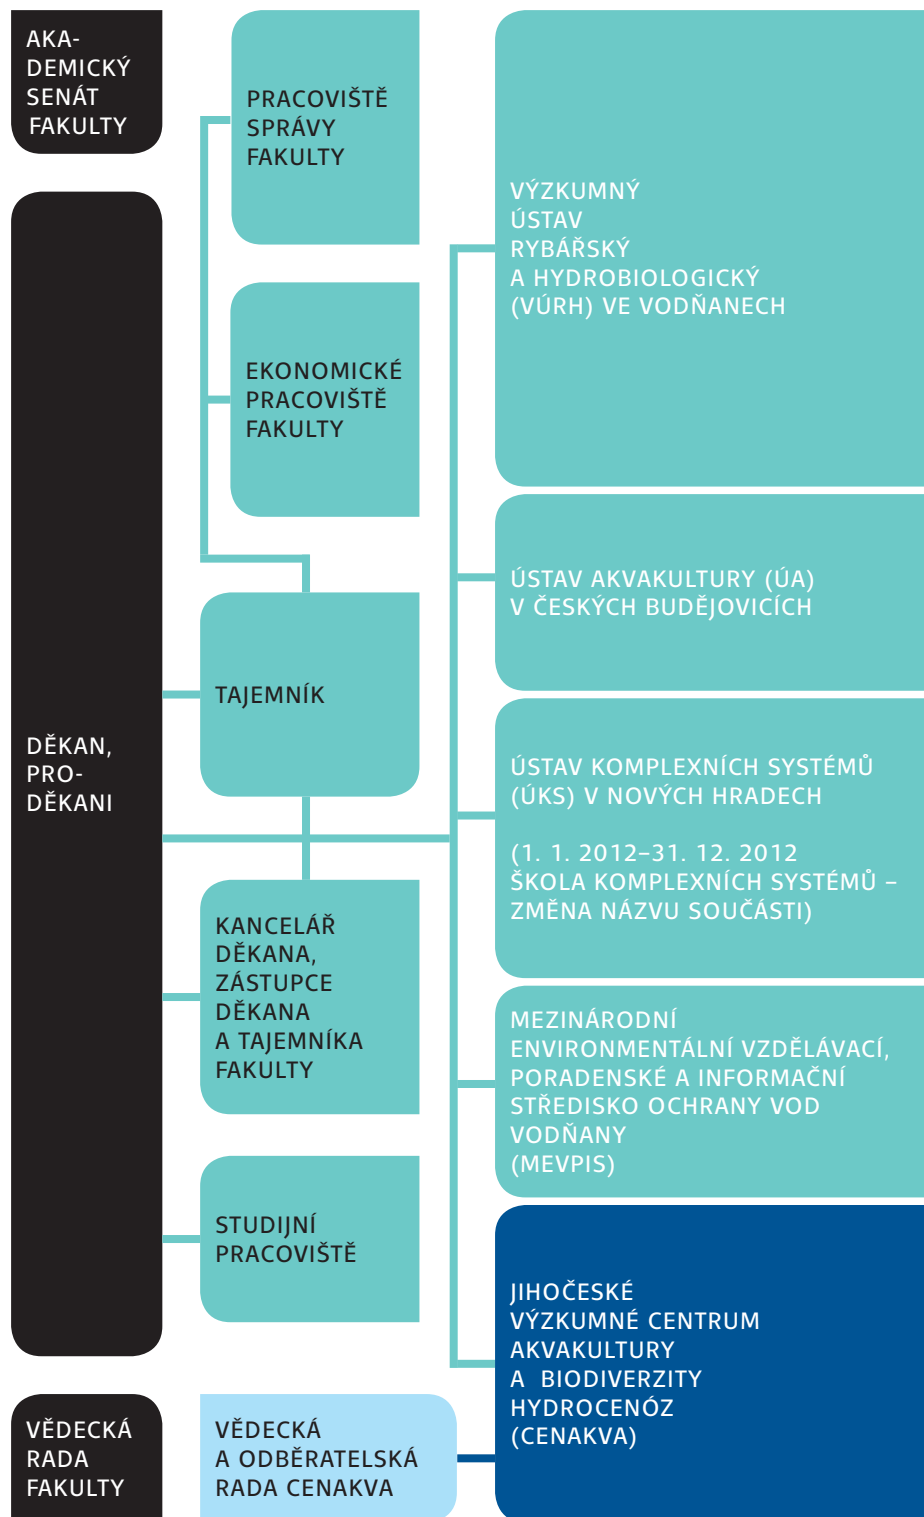 AKA-
DEMICKÝ
SENÁT
FAKULTY
DĚKAN,
PRO-
DĚKANI
VĚDECKÁ
RADA
FAKULTY
PRACOVIŠTĚ
SPRÁVY
FAKULTY
EKONOMICKÉ
PRACOVIŠTĚ
FAKULTY
TAJEMNÍK
KANCELÁŘ
DĚKANA,
ZÁSTUPCE
DĚKANA
A TAJEMNÍKA
FAKULTY
STUDIJNÍ
PRACOVIŠTĚ
VĚDECKÁ
A ODBĚRATELSKÁ
RADA CENAKVA
VÝZKUMNÝ
ÚSTAV
RYBÁŘSKÝ
A HYDROBIOLOGICKÝ
(VÚRH) VE VODŇANECH
ÚSTAV AKVAKULTURY (ÚA)
V ČESKÝCH BUDĚJOVICÍCH
ÚSTAV KOMPLEXNÍCH SYSTÉMŮ
(ÚKS) V NOVÝCH HRADECH
(1. 1. 2012–31. 12. 2012
ŠKOLA KOMPLEXNÍCH SYSTÉMŮ –
ZMĚNA NÁZVU SOUČÁSTI)
MEZINÁRODNÍ
ENVIRONMENTÁLNÍ VZDĚLÁVACÍ,
PORADENSKÉ A INFORMAČNÍ
STŘEDISKO OCHRANY VOD
VODŇANY
(MEVPIS)
JIHOČESKÉ
VÝZKUMNÉ CENTRUM
AKVAKULTURY
A BIODIVERZITY
HYDROCENÓZ
(CENAKVA)